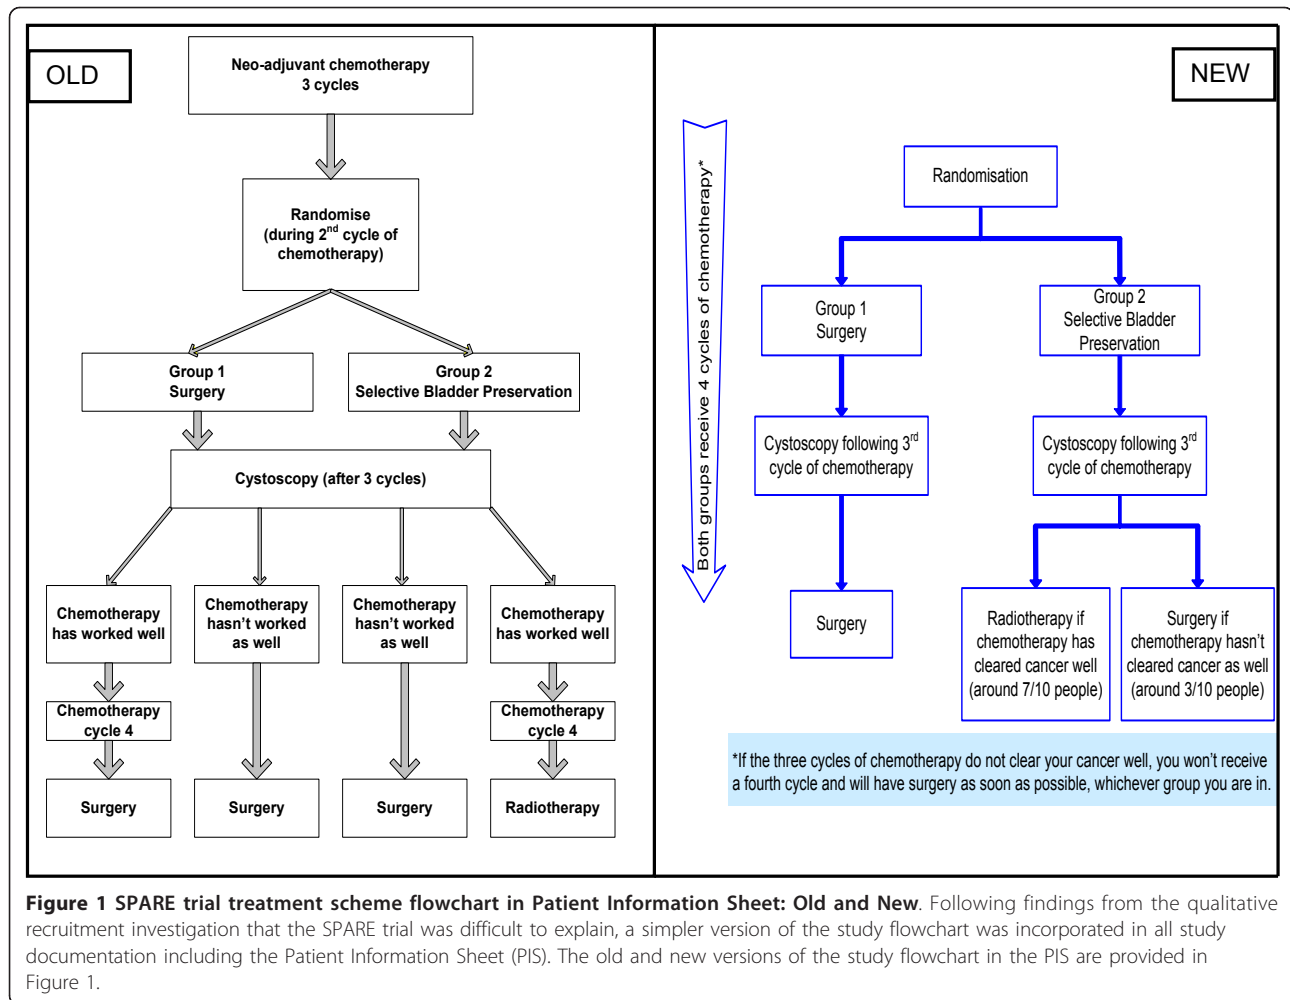 OLD
Neo-adjuvant chemotherapy
3 cycles
Randomise
(during 2nd cycle of
chemotherapy)
Group 1
Surgery
Group 2
Selective Bladder Preservation
Cystoscopy (after 3 cycles)
Chemotherapy
has worked well
Chemotherapy
hasn't worked
as well
Chemotherapy
hasn't worked
as well
Chemotherapy
has worked well
Chemotherapy
cycle 4
Chemotherapy
cycle 4
Surgery
Surgery
Surgery
Radiotherapy
NEW
Both groups receive 4 cycles of chemotherapy*
Randomisation
Group 1
Surgery
Group 2
Selective Bladder
Preservation
Cystoscopy following 3rd
cycle of chemotherapy
Cystoscopy following 3rd
cycle of chemotherapy
Surgery
Radiotherapy if
chemotherapy has
cleared cancer well
(around 7/10 people)
Surgery if
chemotherapy hasn't
cleared cancer as well
(around 3/10 people)
*If the three cycles of chemotherapy do not clear your cancer well, you won't receive
a fourth cycle and will have surgery as soon as possible, whichever group you are in.
Figure 1 SPARE trial treatment scheme flowchart in Patient Information Sheet: Old and New. Following findings from the qualitative
recruitment investigation that the SPARE trial was difficult to explain, a simpler version of the study flowchart was incorporated in all study
documentation including the Patient Information Sheet (PIS). The old and new versions of the study flowchart in the PIS are provided in
Figure 1.